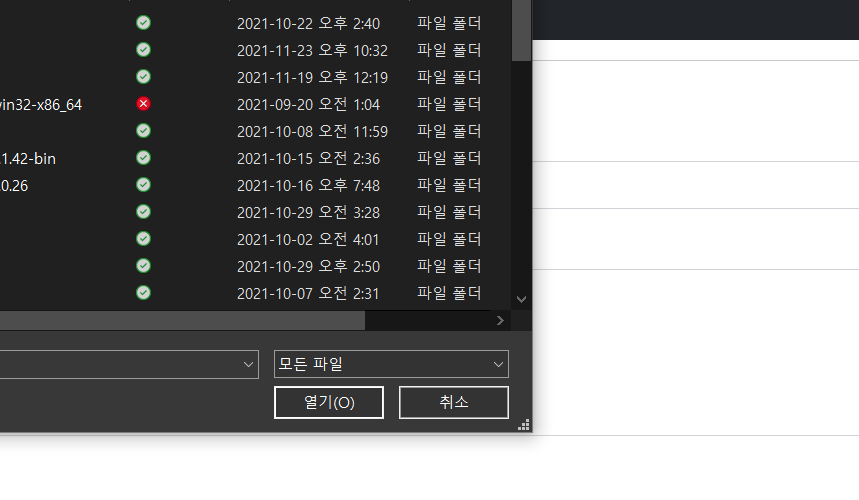 2021-10-22 오후 2:40 파일 폴더
2021-11-23 오후 10:32 파일 폴더
2021-11-19 오후 12:19 파일 폴더
vin32-x86_64 2021-09-20 오전 1:04 파일 폴더
2021-10-08 오전 11:59 파일 폴더
.1.42-bin 2021-10-15 오전 2:36 파일 폴더
.0.26 2021-10-16 오후 7:48 파일 폴더
2021-10-29 오전 3:28 파일 폴더
2021-10-02 오전 4:01 파일 폴더
2021-10-29 오후 2:50 파일 폴더
2021-10-07 오전 2:31 파일 폴더
모든 파일
열기(O) 취소